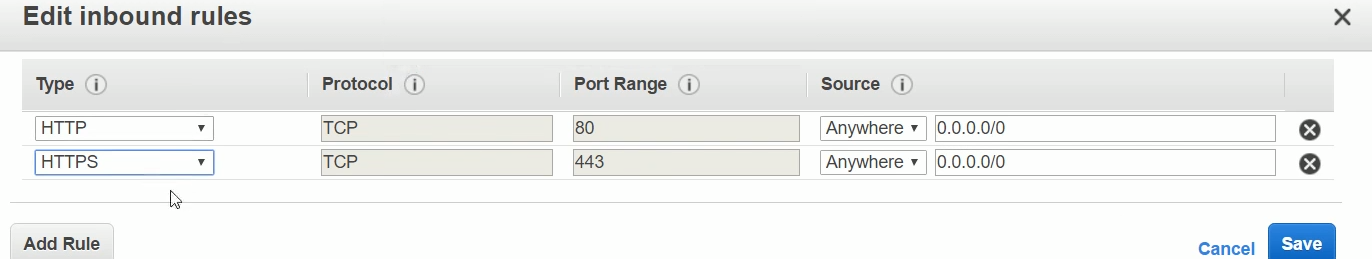 Edit inbound rules
Type Protocol Port Range Source
HTTP TCP 80 Anywhere 0.0.0.0/0
HTTPS TCP 443 Anywhere 0.0.0.0/0
Add Rule Cancel Save